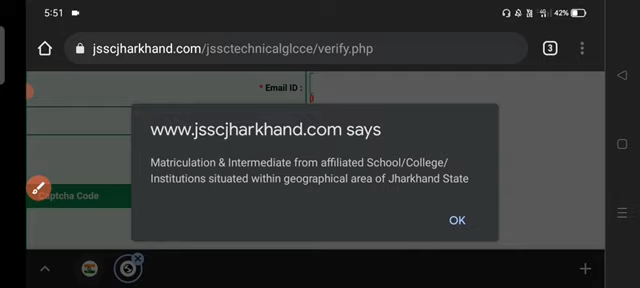 5:51
42%
jsscjharkhand.com/jssctechnicalglcce/verify.php
3
* Email ID :
www.jsscjharkhand.com says
Matriculation & Intermediate from affiliated School/College/
Institutions situated within geographical area of Jharkhand State
Captcha Code
OK